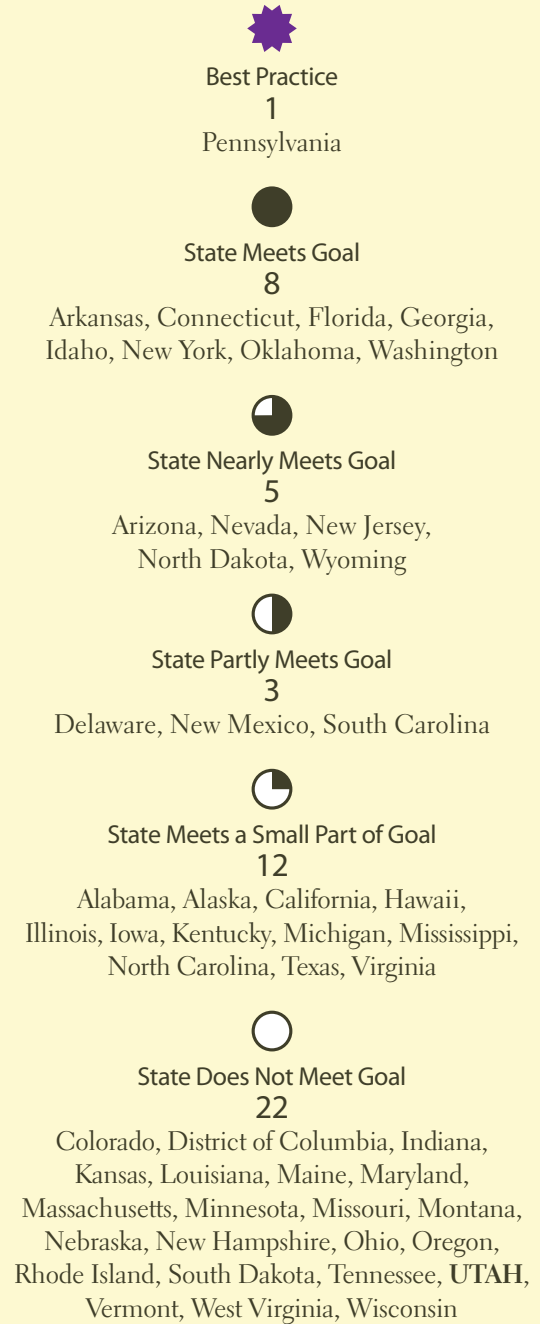 Best Practice
1
Pennsylvania
State Meets Goal
8
Arkansas, Connecticut, Florida, Georgia,
Idaho, New York, Oklahoma, Washington
State Nearly Meets Goal
5
Arizona, Nevada, New Jersey,
North Dakota, Wyoming
State Partly Meets Goal
3
Delaware, New Mexico, South Carolina
State Meets a Small Part of Goal
12
Alabama, Alaska, California, Hawaii,
Illinois, Iowa, Kentucky, Michigan, Mississippi,
North Carolina, Texas, Virginia
State Does Not Meet Goal
22
Colorado, District of Columbia, Indiana,
Kansas, Louisiana, Maine, Maryland,
Massachusetts, Minnesota, Missouri, Montana,
Nebraska, New Hampshire, Ohio, Oregon,
Rhode Island, South Dakota, Tennessee, UTAH,
Vermont, West Virginia, Wisconsin